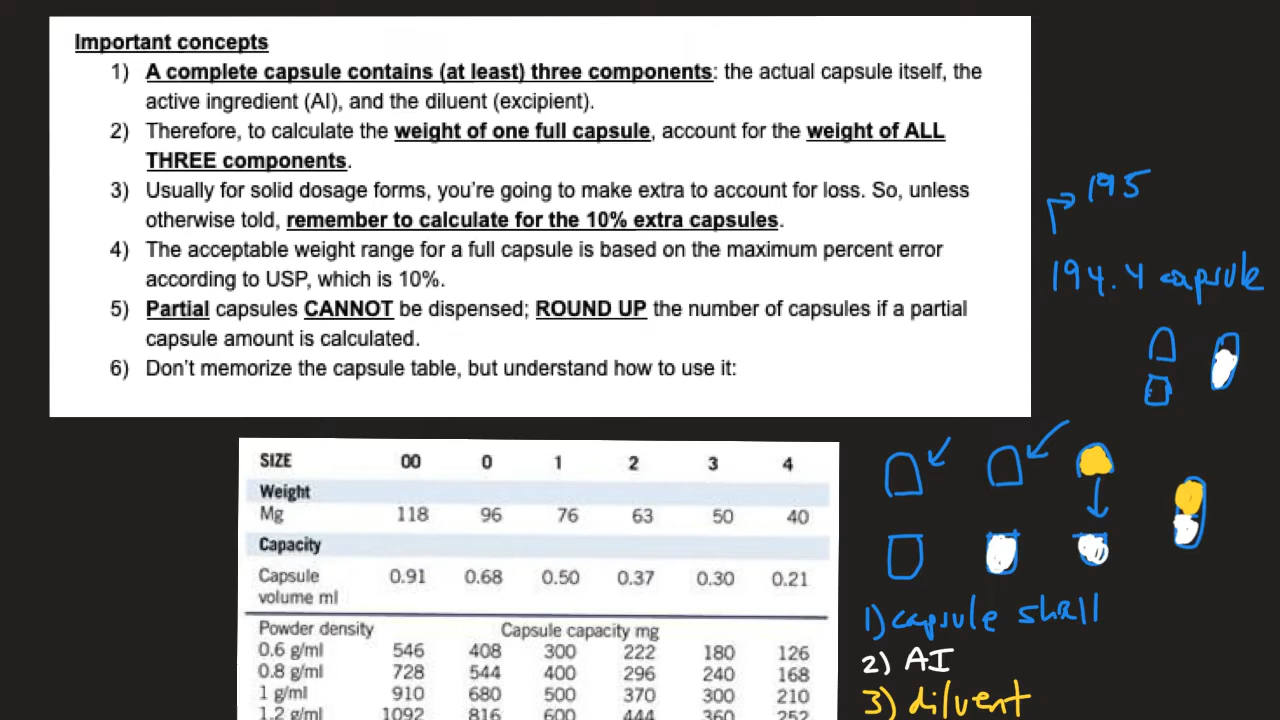 Important concepts
1) A complete capsule contains (at least) three components: the actual capsule itself, the
active ingredient (AI), and the diluent (excipient).
2) Therefore, to calculate the weight of one full capsule, account for the weight of ALL
THREE components.
3) Usually for solid dosage forms, you're going to make extra to account for loss. So, unless
otherwise told, remember to calculate for the 10% extra capsules.
4) The acceptable weight range for a full capsule is based on the maximum percent error
according to USP, which is 10%.
5) Partial capsules CANNOT be dispensed; ROUND UP the number of capsules if a partial
capsule amount is calculated.
6) Don't memorize the capsule table, but understand how to use it:
195
194.4 capsule
SIZE 00 0 1 2 3 4
Weight
Mg 118 96 76 63 50 40
Capacity
Capsule
volume ml 0.91 0.68 0.50 0.37 0.30 0.21
Powder density Capsule capacity mg
0.6 g/ml 546 408 300 222 180 126
0.8 g/ml 728 544 400 296 240 168
1 g/ml 910 680 500 370 300 210
1.2 g/ml 1092 816 600 444 360 252
1) capsule shall
2) AI
3) diluent